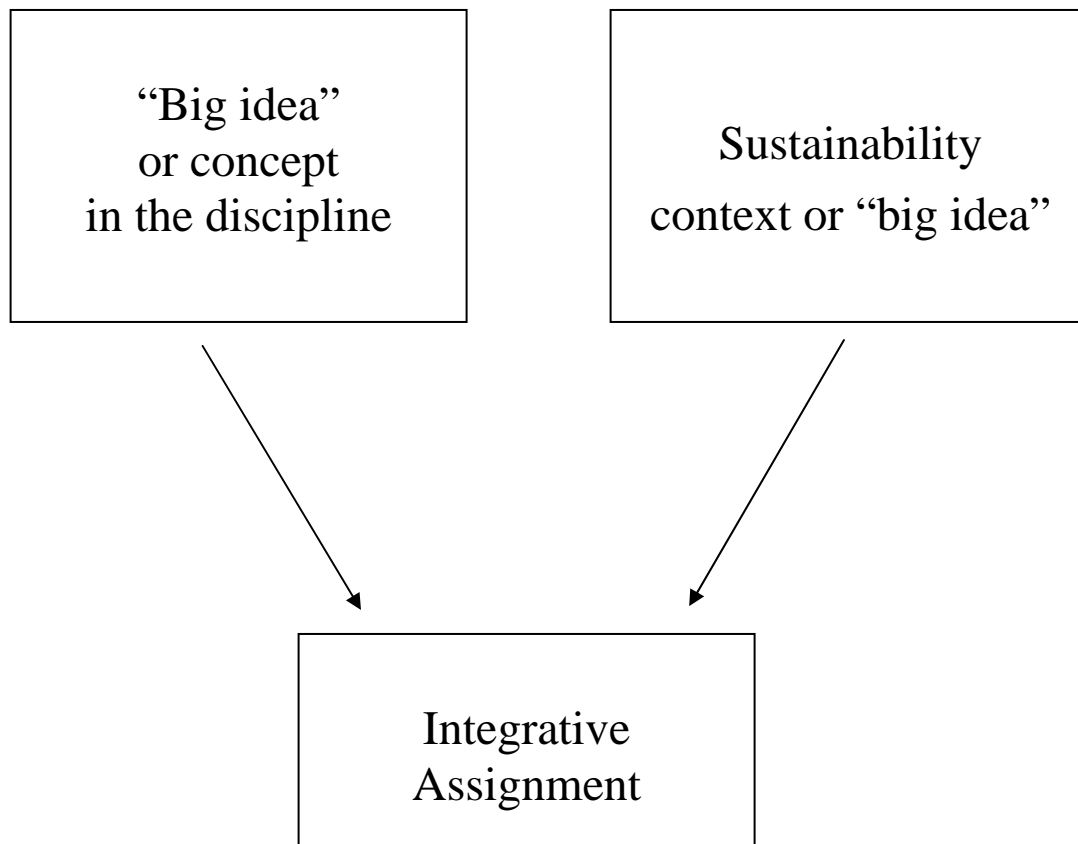 “Big idea”
or concept
in the discipline
Sustainability
context or “big idea”
Integrative
Assignment